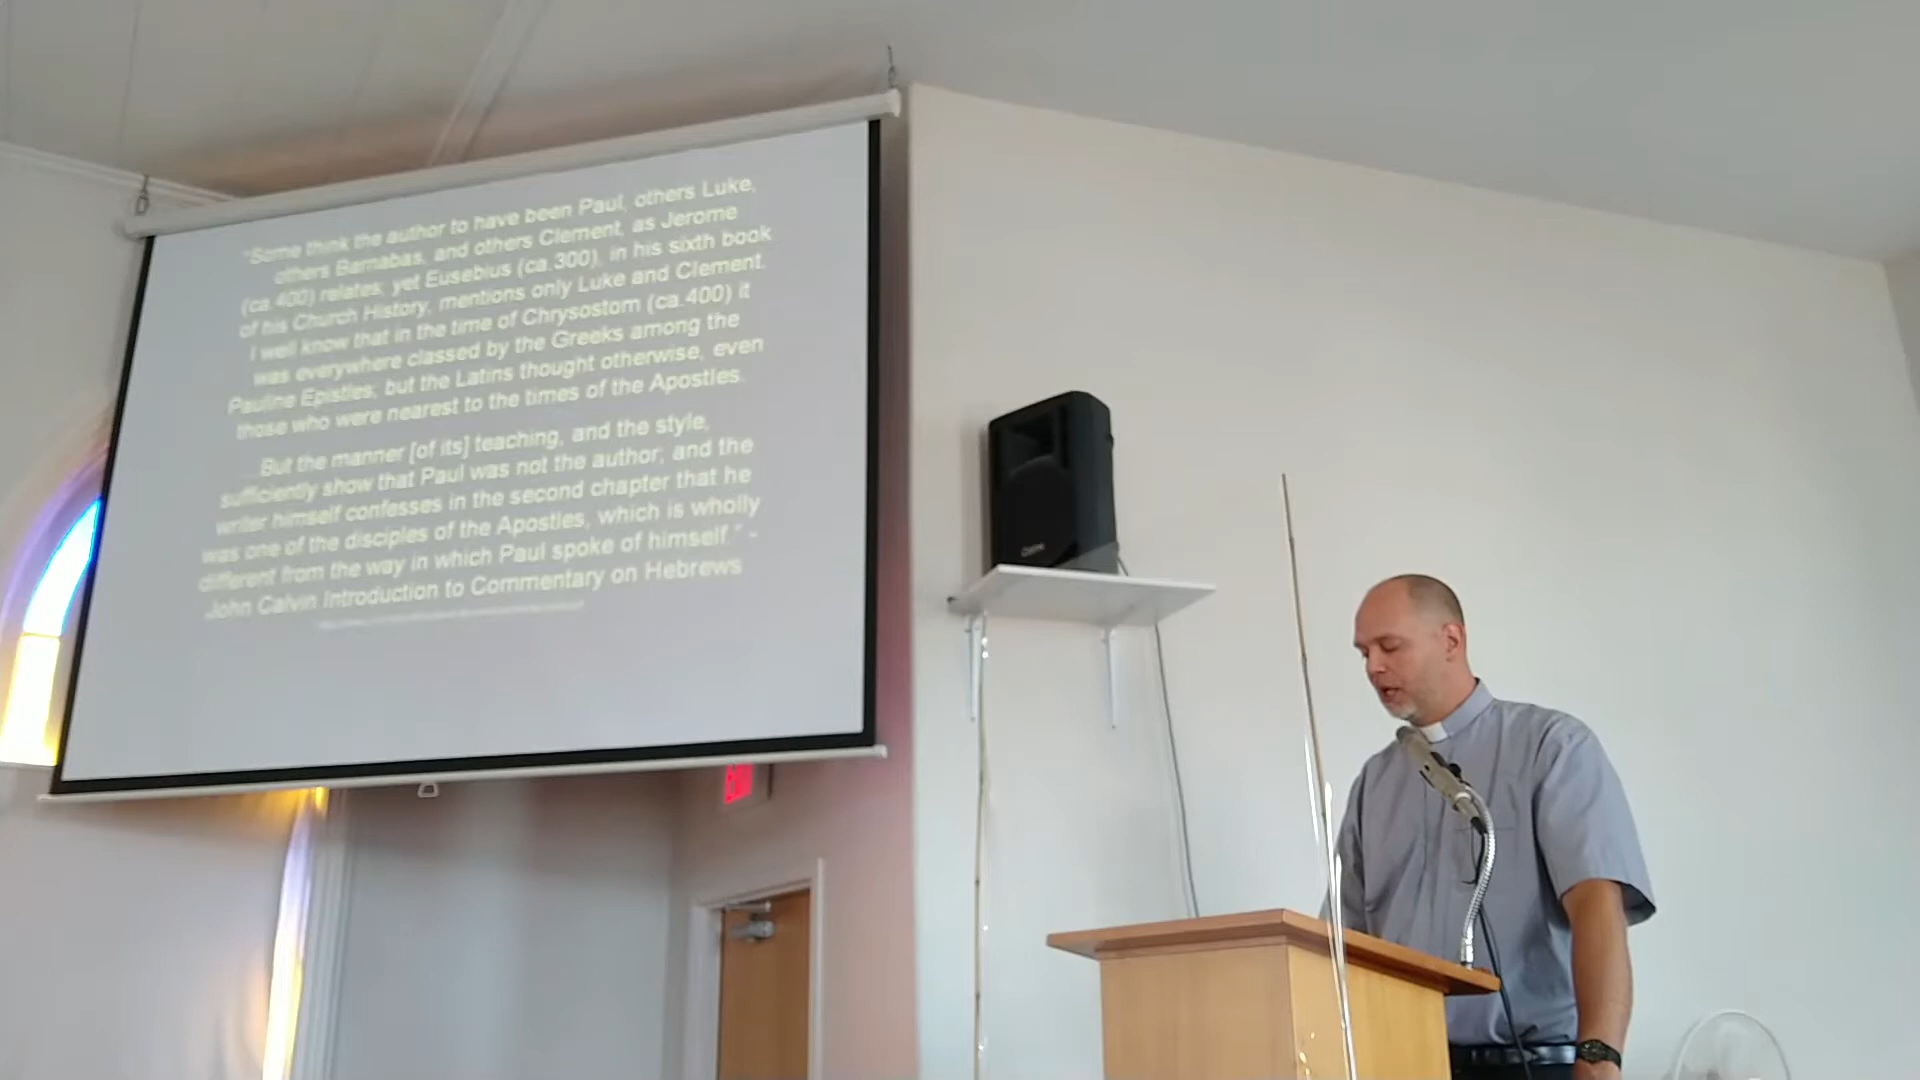 "Some think the author to have been Paul, others Luke,
others Barnabas, and others Clement, as Jerome
(ca.400) relates; yet Eusebius (ca.300), in his sixth book
of his Church History, mentions only Luke and Clement.
I well know that in the time of Chrysostom (ca.400) it
was everywhere classed by the Greeks among the
Pauline Epistles; but the Latins thought otherwise, even
those who were nearest to the times of the Apostles.
...But the manner [of its] teaching, and the style,
sufficiently show that Paul was not the author; and the
writer himself confesses in the second chapter that he
was one of the disciples of the Apostles, which is wholly
different from the way in which Paul spoke of himself." -
John Calvin Introduction to Commentary on Hebrews